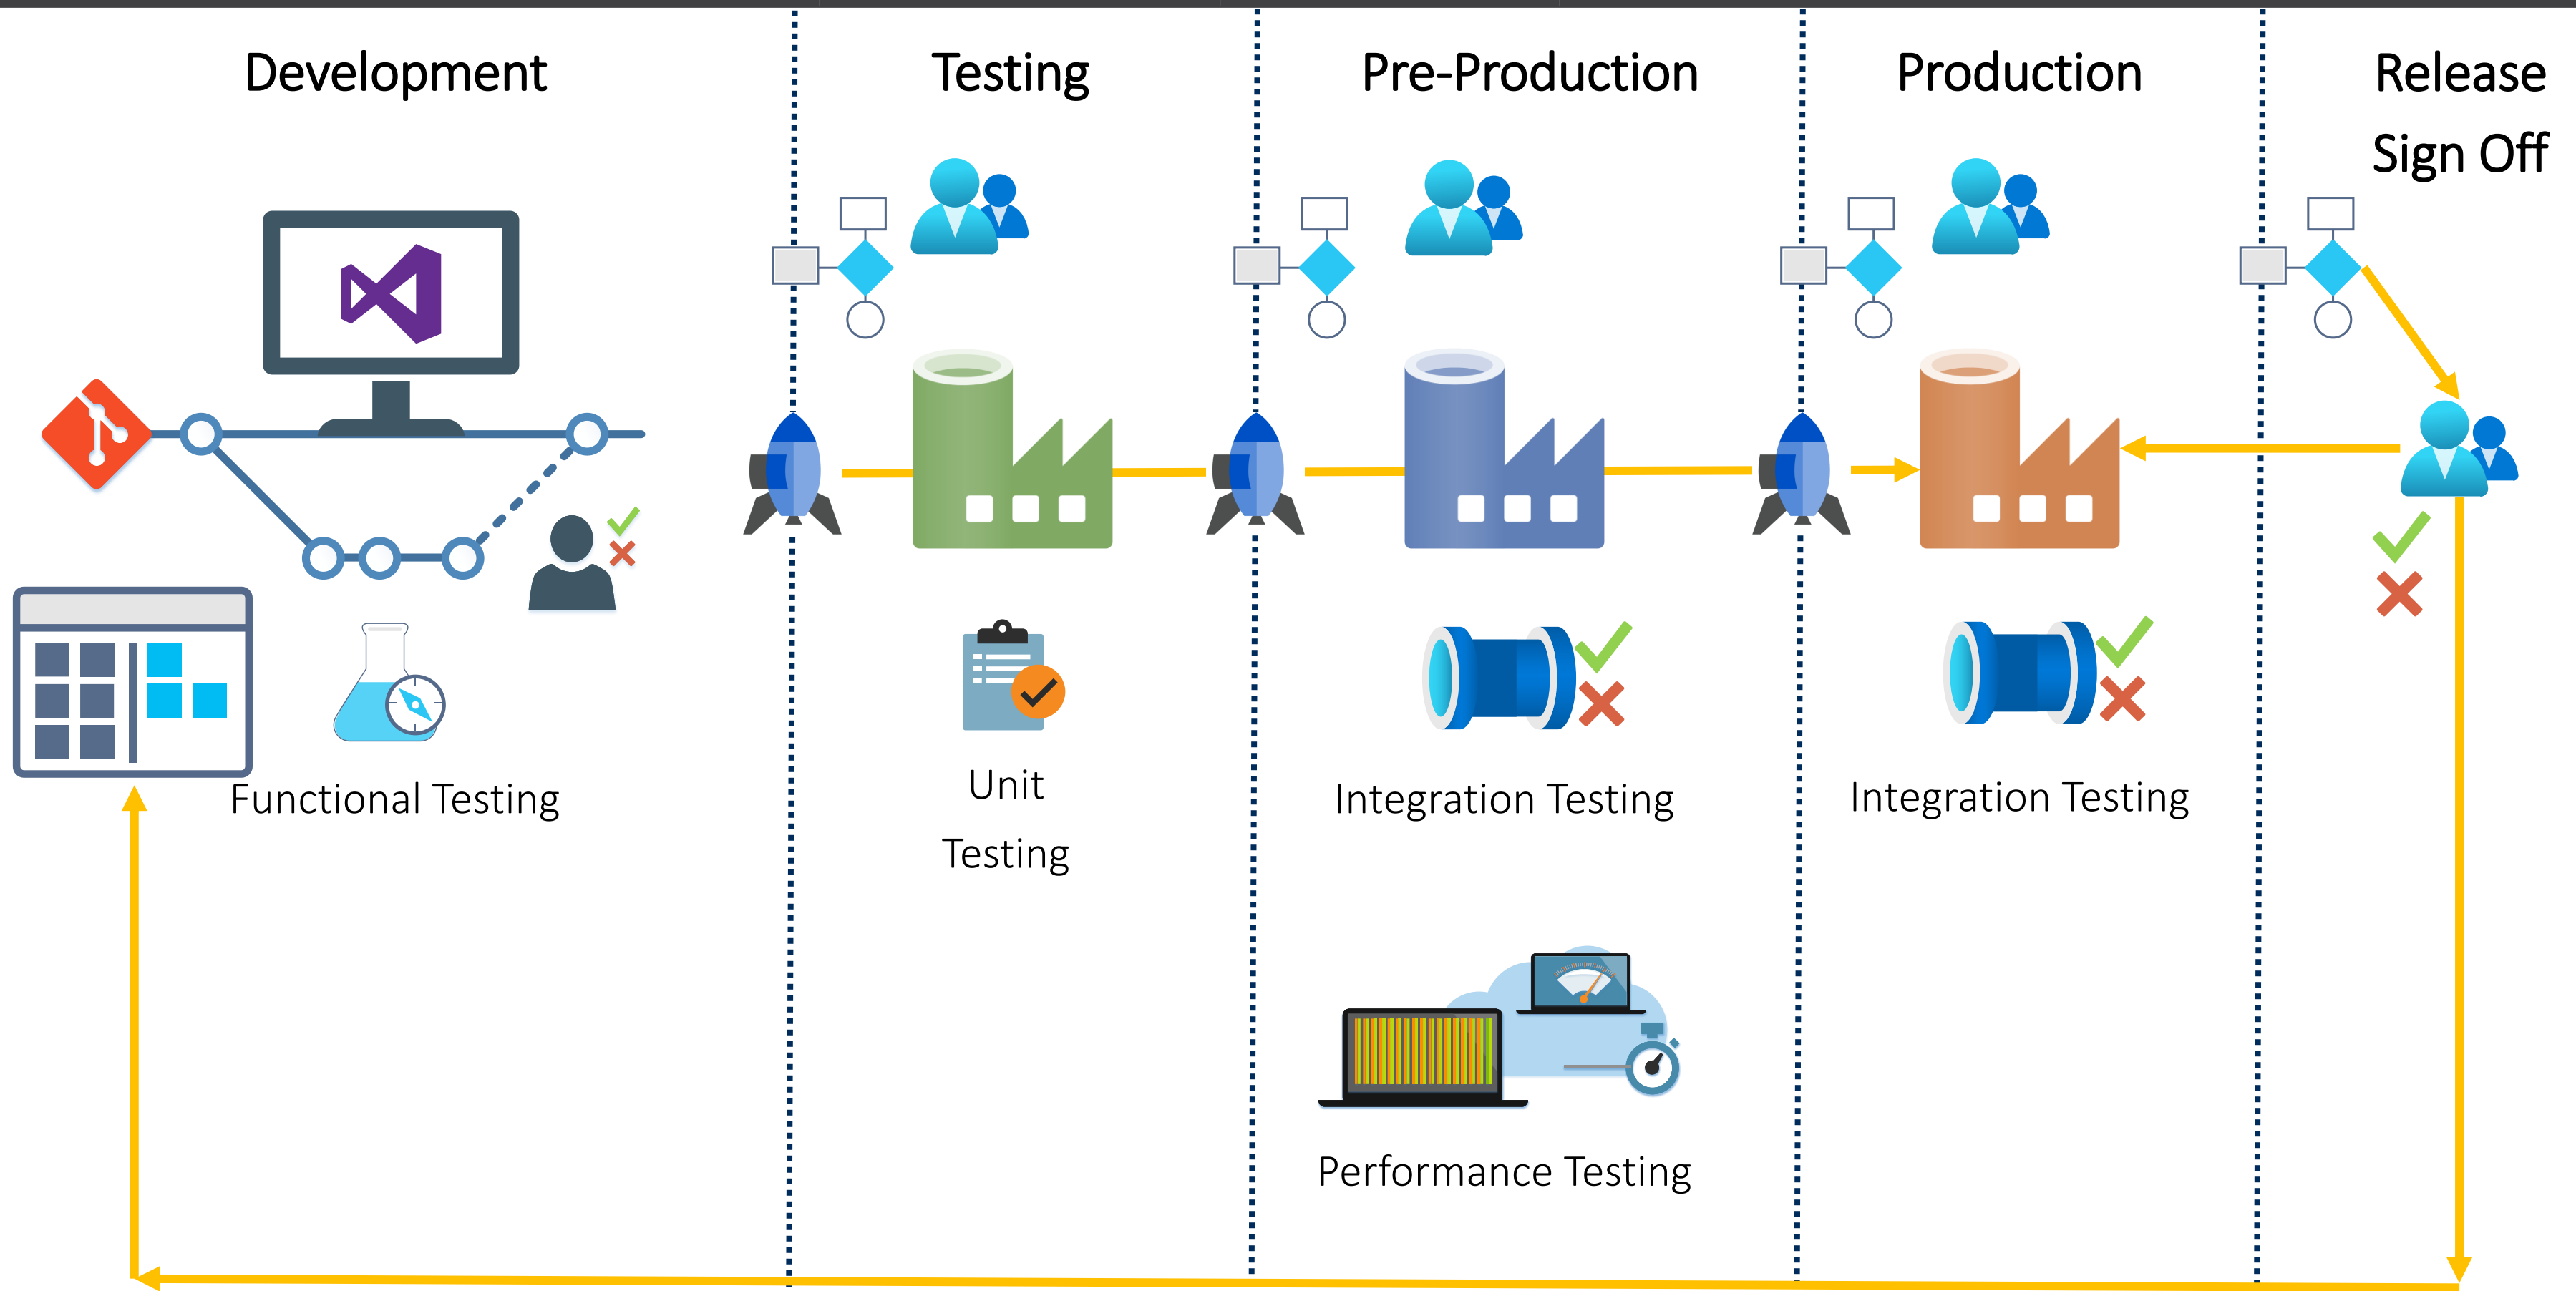 Development
Testing
Pre-Production
Production
Release
Sign Off
Functional Testing
Unit
Testing
Integration Testing
Integration Testing
Performance Testing